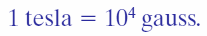 1 tesla = 10⁴ gauss.